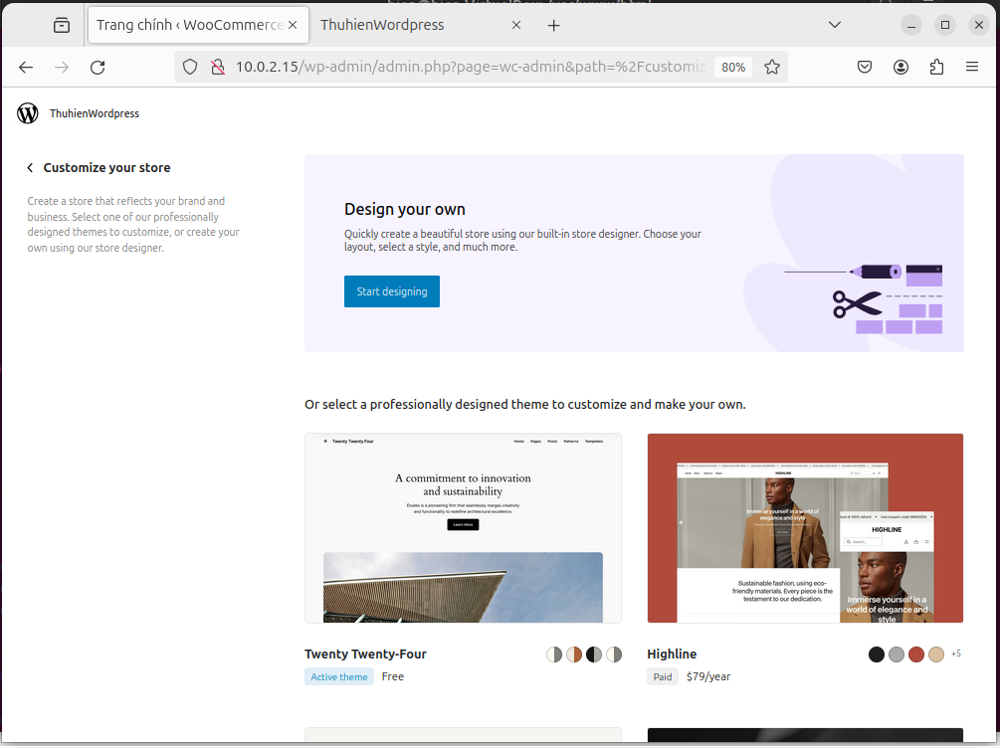 Trang chính ‹ WooCommerce
ThuhienWordpress
10.0.2.15/wp-admin/admin.php?page=wc-admin&path=%2Fcustomiz
80%
ThuhienWordpress
Customize your store
Create a store that reflects your brand and
business. Select one of our professionally
designed themes to customize, or create your
own using our store designer.
Design your own
Quickly create a beautiful store using our built-in store designer. Choose your
layout, select a style, and much more.
Start designing
Or select a professionally designed theme to customize and make your own.
Twenty Twenty Four
Home Pages Posts Patterns Templates
A commitment to innovation
and sustainability
Études is a pioneering firm that seamlessly merges creativity
and functionality to redefine architectural excellence.
Learn More
HIGHLINE
Immerse yourself in a world of
elegance and style
Sustainable fashion, using eco-
friendly materials. Every piece is the
testament to our dedication.
HIGHLINE
Search...
Immerse yourself in a
world of elegance and
style
Twenty Twenty-Four
Active theme Free
Highline
+5
Paid $79/year